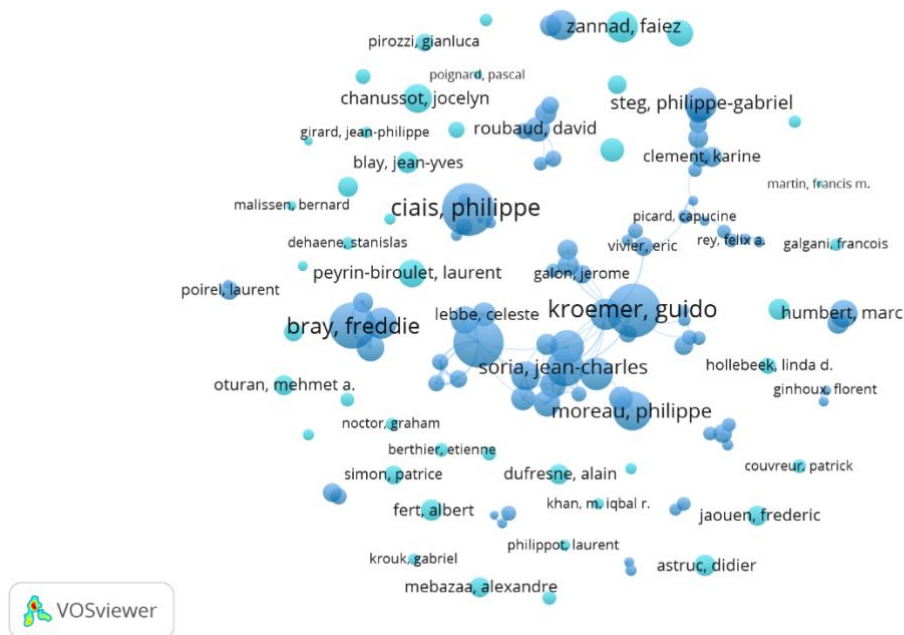 zannad, faiez
pirozzi, gianluca
poignard, pascal
chanussot, jocelyn
steg, philippe-gabriel
girard, jean-philippe
roubaud, david
blay, jean-yves
clement, karine
martin, francis m.
malissen, bernard
ciais, philippe
picard, capucine
dehaene, stanislas
vivier, eric
rey, felix a.
galgani, francois
peyrin-biroulet, laurent
galon, jerome
poirel, laurent
kroemer, guido
lebbe, celeste
humbert, marc
bray, freddie
soria, jean-charles
hollebeek, linda d.
oturan, mehmet a.
ginhoux, florent
moreau, philippe
noctor, graham
berthier, etienne
simon, patrice
dufresne, alain
couvreur, patrick
khan, m. iqbal r.
fert, albert
jaouen, frederic
philippot, laurent
krouk, gabriel
astruc, didier
mebazaa, alexandre
VOSviewer